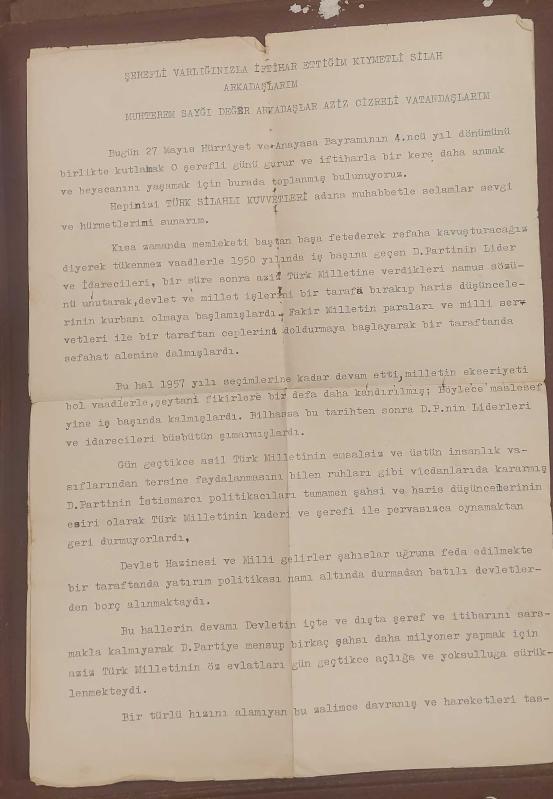 ŞEREFLİ VARLIĞINIZLA İFTİHAR ETTİĞİM KIYMETLİ SİLAH
ARKADAŞLARIM
MUHTEREM SAYGI DEĞER ARKADAŞLAR AZİZ CİZRELİ VATANDAŞLARIM
Bugün 27 Mayıs Hürriyet ve Anayasa Bayramının 4.ncü yıl dönümünü
birlikte kutlamak O şerefli günü gurur ve iftiharla bir kere daha anmak
ve heyecanını yaşamak için burada toplanmış bulunuyoruz.
Hepinizi TÜRK SİLAHLI KUVVETLERİ adına muhabbetle selamlar sevgi
ve hürmetlerimi sunarım.
Kısa zamanda memleketi baştan başa fetederek refaha kavuşturacağız
diyerek tükenmez vaadlerle 1950 yılında iş başına geçen D.Partinin Lider
ve İdarecileri, bir süre sonra aziz Türk Milletine verdikleri namus sözü-
nü unutarak,devlet ve millet işlerini bir tarafa bırakıp haris düşüncele-
rinin kurbanı olmaya başlamışlardı. Fakir Milletin paraları ve milli ser-
vetleri ile bir taraftan ceplerini doldurmaya başlayarak bir taraftanda
sefahat alemine dalmışlardı.
Bu hal 1957 yılı seçimlerine kadar devam etti,milletin ekseriyeti
bol vaadlerle,şeytani fikirlere bir defa daha kandırılmış; Böylece maalesef
yine iş başında kalmışlardı. Bilhassa bu tarihten sonra D.P.nin Liderleri
ve idarecileri büsbütün şımarmışlardı.
Gün geçtikce asil Türk Milletinin emsalsiz ve üstün insanlık va-
sıflarından tersine faydalanmasını bilen ruhları gibi vicdanlarıda kararmış
D.Partinin İstismarcı politikacıları tamamen şahsi ve haris düşüncelerinin
esiri olarak Türk Milletinin kaderi ve şerefi ile pervasızca oynamaktan
geri durmuyorlardı,
Devlet Hazinesi ve Milli gelirler şahıslar uğruna feda edilmekte
bir taraftanda yatırım politikası namı altında durmadan batılı devletler-
den borç alınmaktaydı.
Bu hallerin devamı Devletin içte ve dışta şeref ve itibarını sars-
makla kalmıyarak D.Partiye mensup birkaç şahsı daha milyoner yapmak için
aziz Türk Milletinin öz evlatları gün geçtikce açlığa ve yoksulluga sürük-
lenmekteydi.
Bir türlü hızını alamıyan bu zalimce davranış ve hareketleri tas-